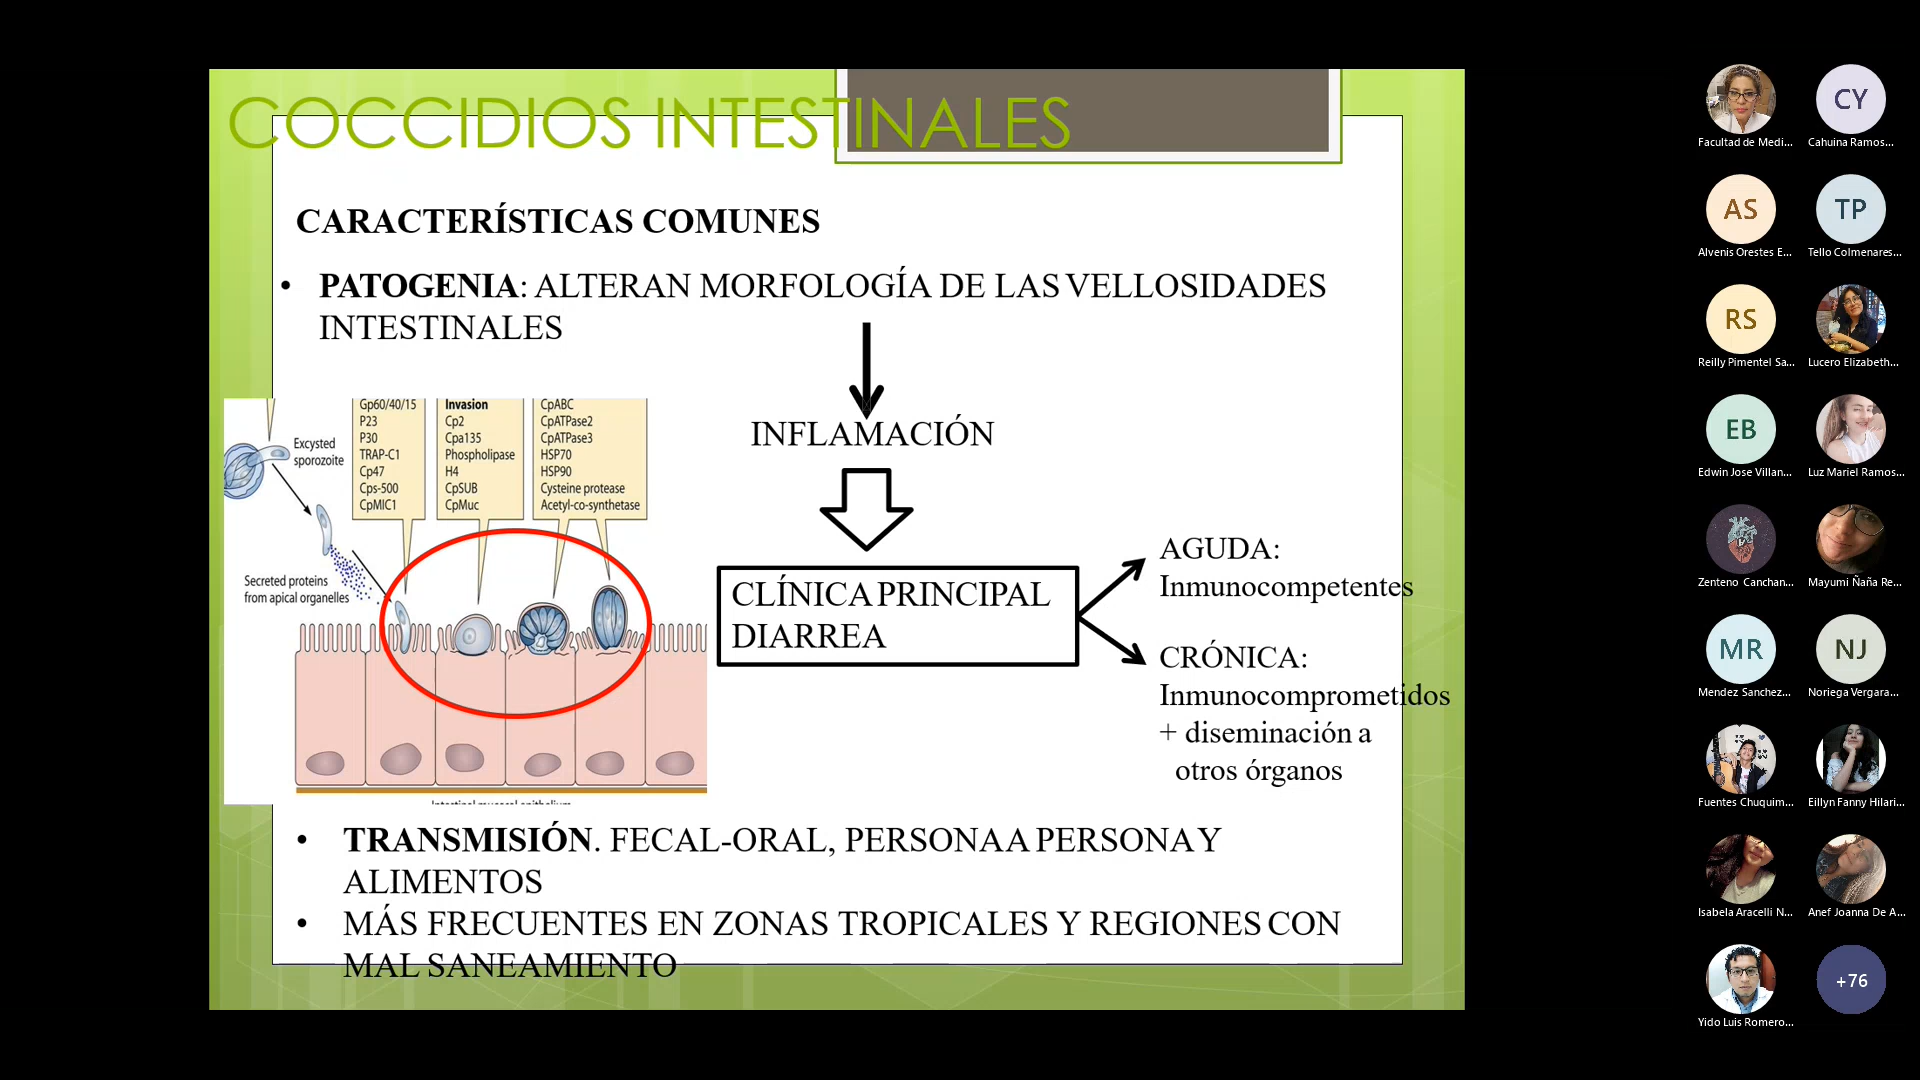 COCCIDIOS INTESTINALES
CARACTERÍSTICAS COMUNES
• PATOGENIA: ALTERAN MORFOLOGÍA DE LAS VELLOSIDADES
INTESTINALES
INFLAMACIÓN
CLÍNICA PRINCIPAL
DIARREA
AGUDA:
Inmunocompetentes
CRÓNICA:
Inmunocomprometidos
+ diseminación a
otros órganos
Excysted
sporozoite
Secreted proteins
from apical organelles
Gp60/40/15
P23
P30
TRAP-C1
Cp47
Cps-500
CpMIC1
Invasion
Cp2
Cpa135
Phospholipase
H4
CpSUB
CpMuc
CpABC
CpATPase2
CpATPase3
HSP70
HSP90
Cysteine protease
Acetyl-co-synthetase
Intestinal mucosal epithelium
• TRANSMISIÓN. FECAL-ORAL, PERSONA A PERSONA Y
ALIMENTOS
• MÁS FRECUENTES EN ZONAS TROPICALES Y REGIONES CON
MAL SANEAMIENTO
Facultad de Medi...
CY
Cahuina Ramos...
AS
Alvenis Orestes E...
TP
Tello Colmenares...
RS
Reilly Pimentel Sa...
Lucero Elizabeth...
EB
Edwin Jose Villan...
Luz Mariel Ramos...
Zenteno Canchan...
Mayumi Ñaña Re...
MR
Mendez Sanchez...
NJ
Noriega Vergara...
Fuentes Chuquim...
Eillyn Fanny Hilari...
Isabela Aracelli N...
Anef Joanna De A...
Yido Luis Romero...
+76